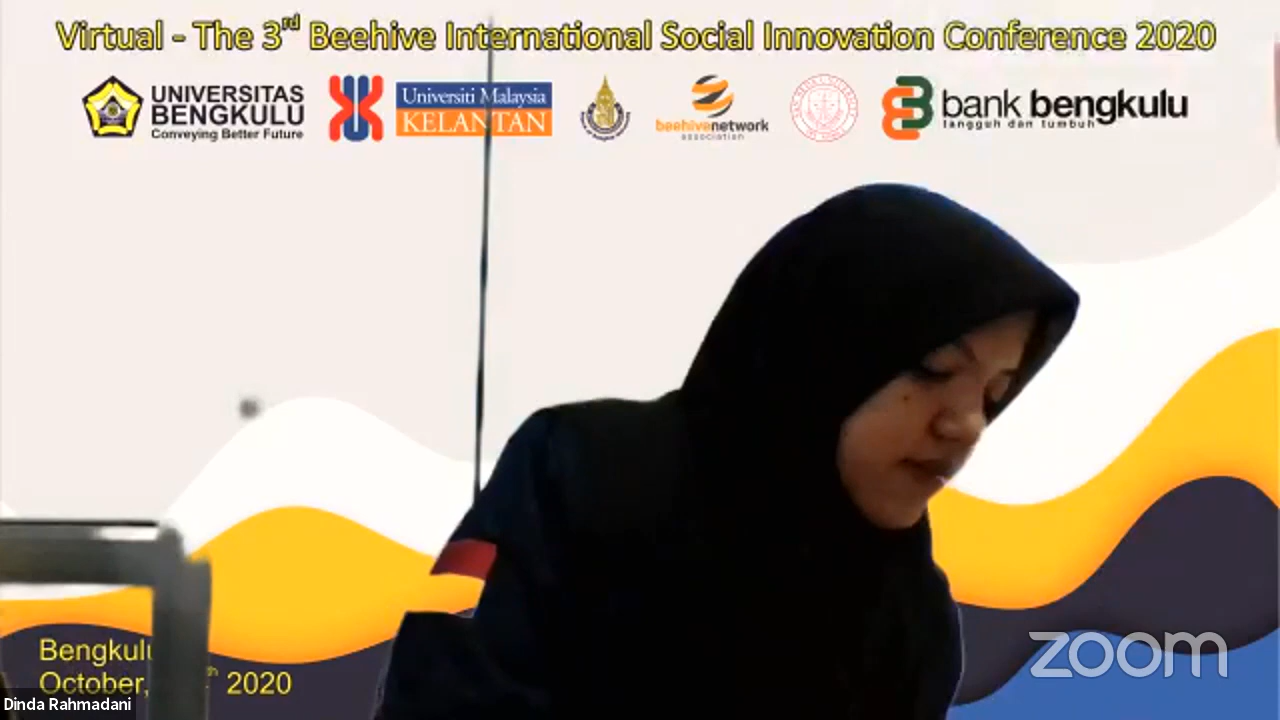 Virtual - The 3rd Beehive International Social Innovation Conference 2020
UNIVERSITAS
BENGKULU
Conveying Better Future
Universiti Malaysia
KELANTAN
beehivenetwork
association
bank bengkulu
tangguh dan tumbuh
Bengkulu
October, th 2020
Dinda Rahmadani
zoom